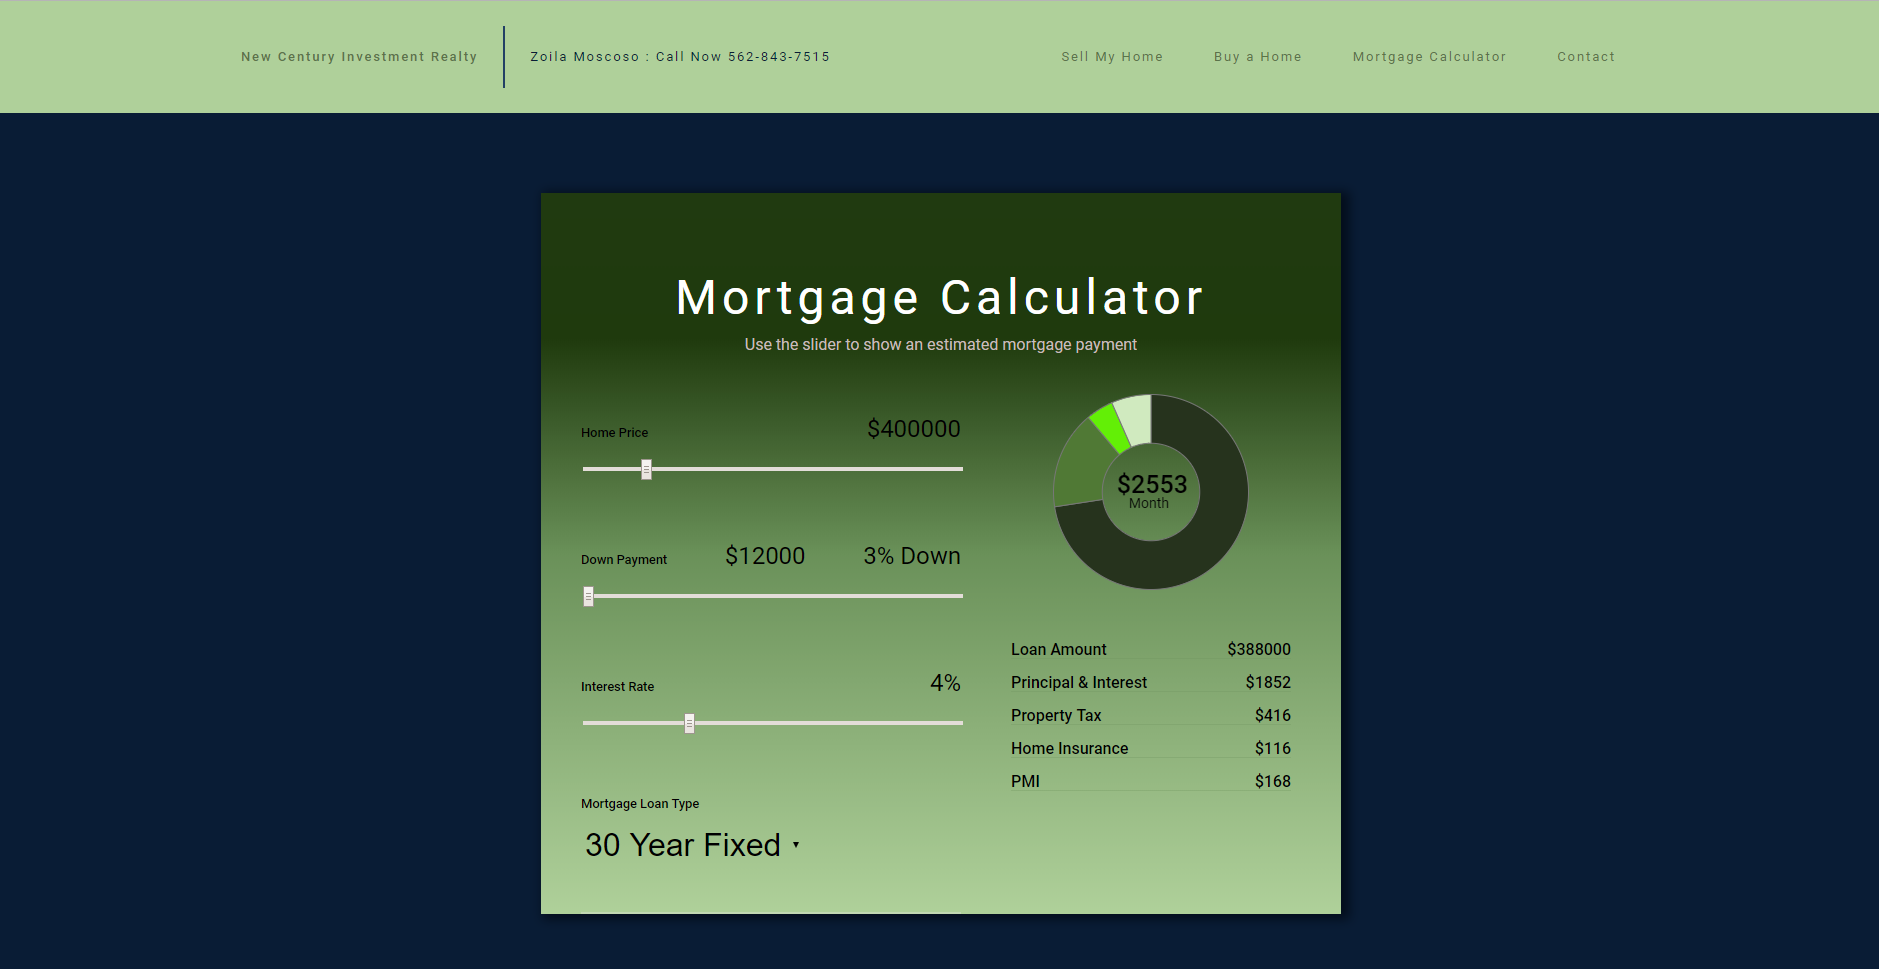 New Century Investment Realty
Zoila Moscoso : Call Now 562-843-7515
Sell My Home
Buy a Home
Mortgage Calculator
Contact
Mortgage Calculator
Use the slider to show an estimated mortgage payment
Home Price $400000
Down Payment $12000 3% Down
Interest Rate 4%
Mortgage Loan Type
30 Year Fixed
$2553
Month
Loan Amount $388000
Principal & Interest $1852
Property Tax $416
Home Insurance $116
PMI $168